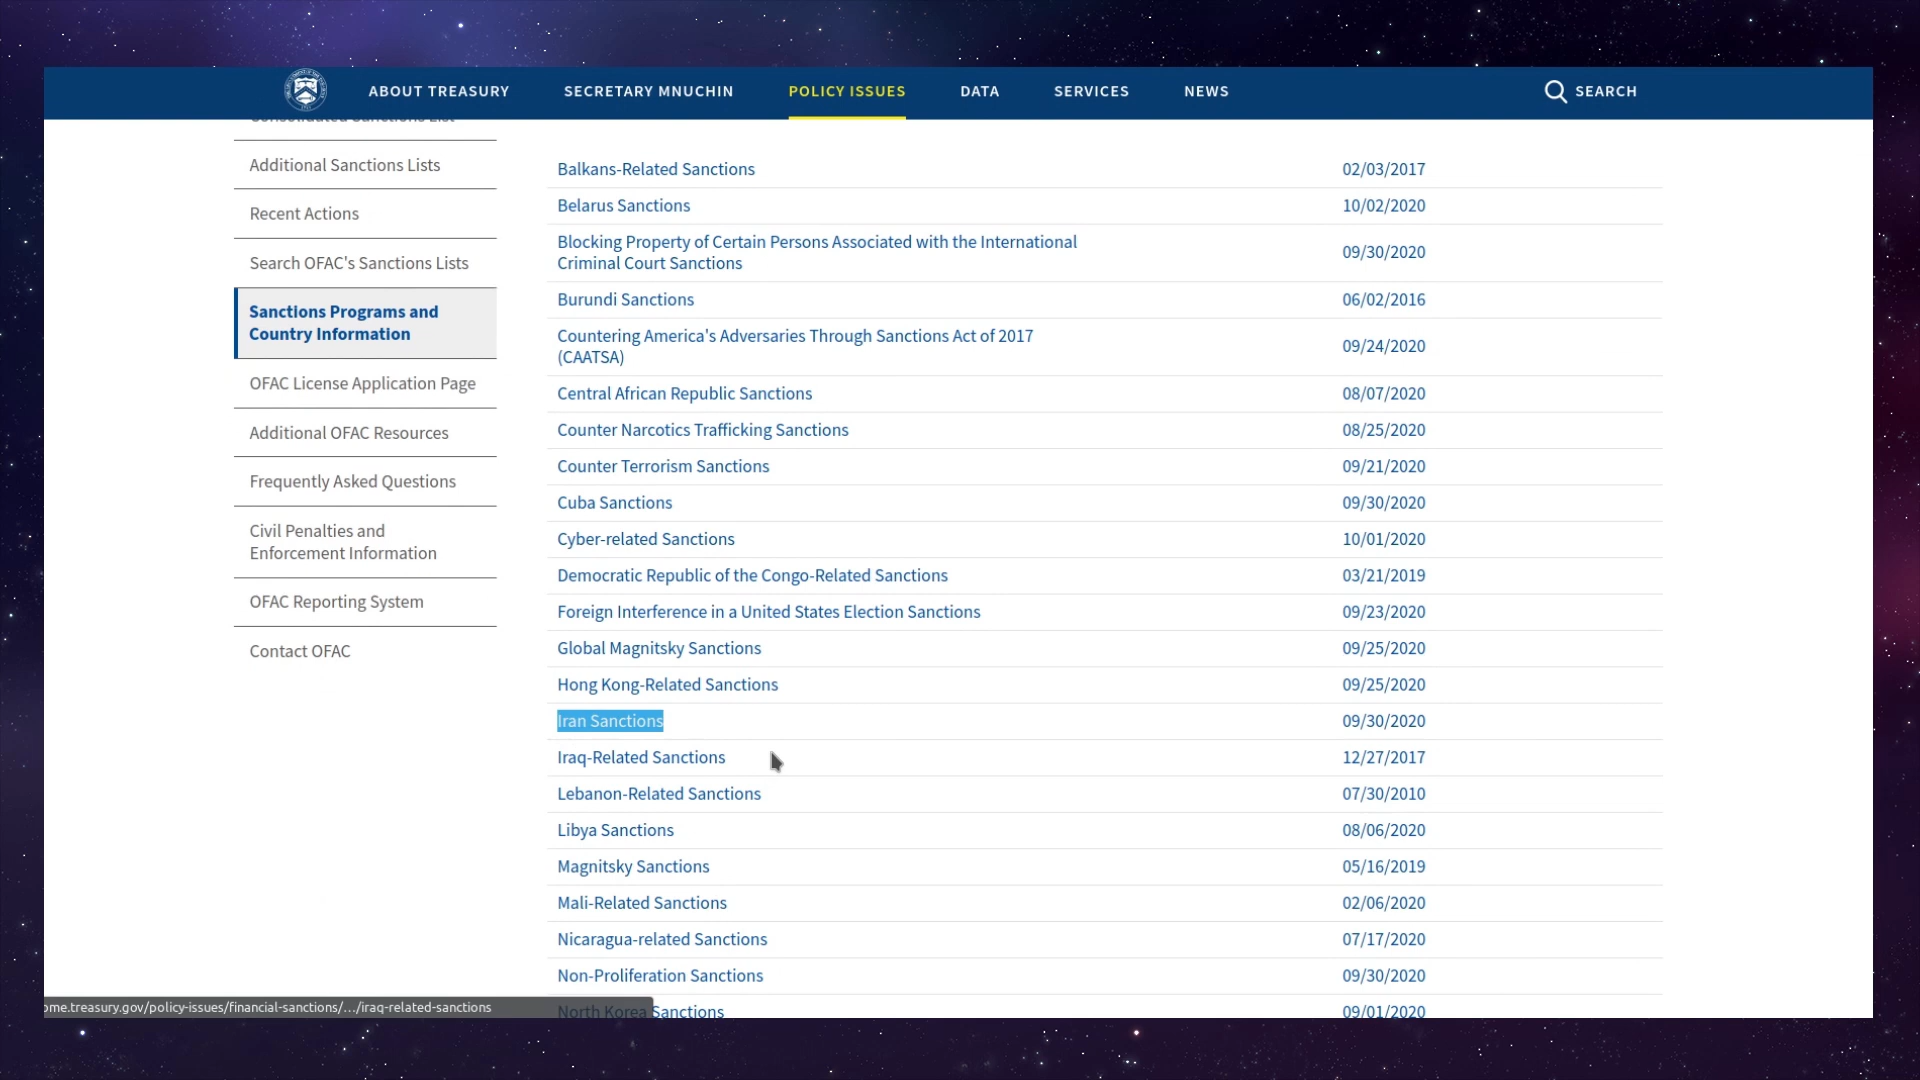 ABOUT TREASURY
SECRETARY MNUCHIN
POLICY ISSUES
DATA
SERVICES
NEWS
SEARCH
Consolidated Sanctions List
Additional Sanctions Lists
Recent Actions
Search OFAC's Sanctions Lists
Sanctions Programs and
Country Information
OFAC License Application Page
Additional OFAC Resources
Frequently Asked Questions
Civil Penalties and
Enforcement Information
OFAC Reporting System
Contact OFAC
Balkans-Related Sanctions 02/03/2017
Belarus Sanctions 10/02/2020
Blocking Property of Certain Persons Associated with the International
Criminal Court Sanctions 09/30/2020
Burundi Sanctions 06/02/2016
Countering America's Adversaries Through Sanctions Act of 2017
(CAATSA) 09/24/2020
Central African Republic Sanctions 08/07/2020
Counter Narcotics Trafficking Sanctions 08/25/2020
Counter Terrorism Sanctions 09/21/2020
Cuba Sanctions 09/30/2020
Cyber-related Sanctions 10/01/2020
Democratic Republic of the Congo-Related Sanctions 03/21/2019
Foreign Interference in a United States Election Sanctions 09/23/2020
Global Magnitsky Sanctions 09/25/2020
Hong Kong-Related Sanctions 09/25/2020
Iran Sanctions 09/30/2020
Iraq-Related Sanctions 12/27/2017
Lebanon-Related Sanctions 07/30/2010
Libya Sanctions 08/06/2020
Magnitsky Sanctions 05/16/2019
Mali-Related Sanctions 02/06/2020
Nicaragua-related Sanctions 07/17/2020
Non-Proliferation Sanctions 09/30/2020
North Korea Sanctions 09/01/2020
ome.treasury.gov/policy-issues/financial-sanctions/…/iraq-related-sanctions